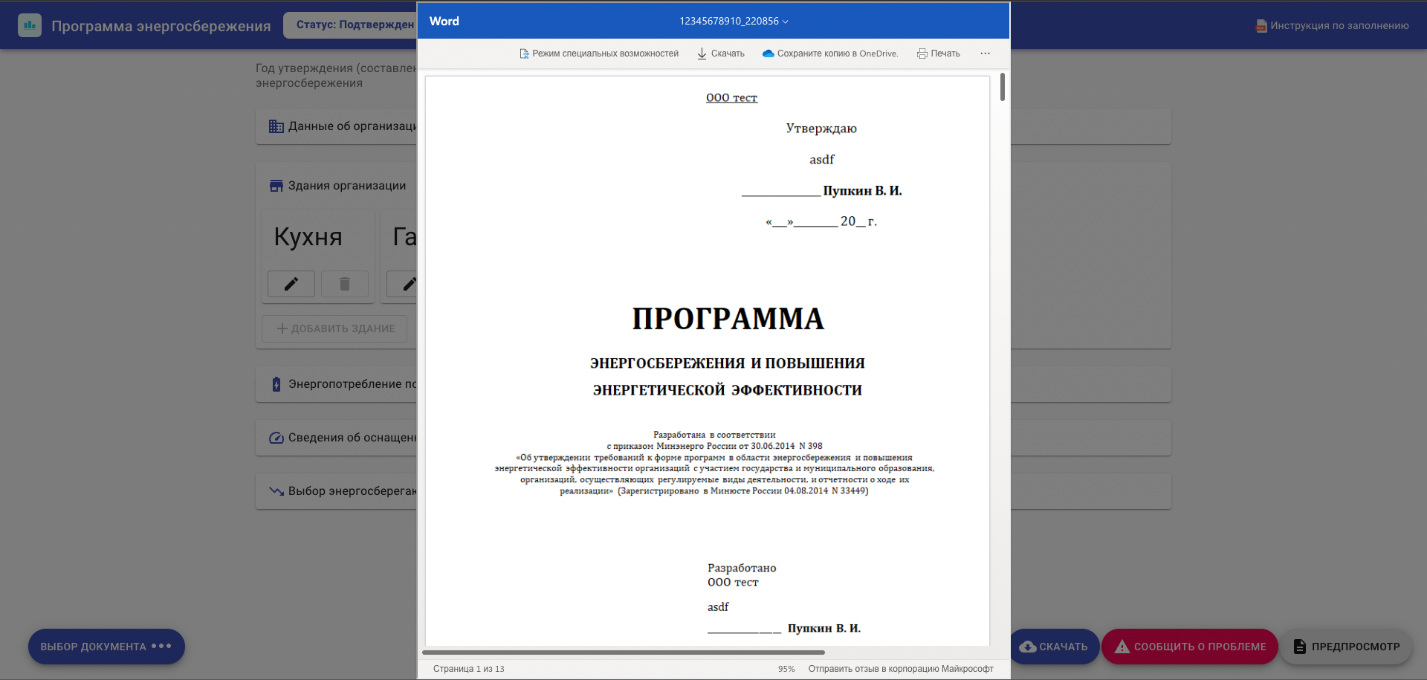 Программа энергосбережения
Статус: Подтвержден
Инструкция по заполнению
Год утверждения (составлен
энергосбережения
Данные об организаци
Здания организации
Кухня
Га
ДОБАВИТЬ ЗДАНИЕ
Энергопотребление по
Сведения об оснащен
Выбор энергосберегаю
ВЫБОР ДОКУМЕНТА
Word
12345678910_220856
Режим специальных возможностей
Скачать
Сохраните копию в OneDrive.
Печать
ООО тест
Утверждаю
asdf
______________ Пупкин В. И.
«___»________ 20__ г.
ПРОГРАММА
ЭНЕРГОСБЕРЕЖЕНИЯ И ПОВЫШЕНИЯ
ЭНЕРГЕТИЧЕСКОЙ ЭФФЕКТИВНОСТИ
Разработана в соответствии
с приказом Минэнерго России от 30.06.2014 N 398
«Об утверждении требований к форме программ в области энергосбережения и повышения
энергетической эффективности организаций с участием государства и муниципального образования,
организаций, осуществляющих регулируемые виды деятельности, и отчетности о ходе их
реализации» (Зарегистрировано в Минюсте России 04.08.2014 N 33449)
Разработано
ООО тест
asdf
______________ Пупкин В. И.
Страница 1 из 13
95%
Отправить отзыв в корпорацию Майкрософт
СКАЧАТЬ
СООБЩИТЬ О ПРОБЛЕМЕ
ПРЕДПРОСМОТР